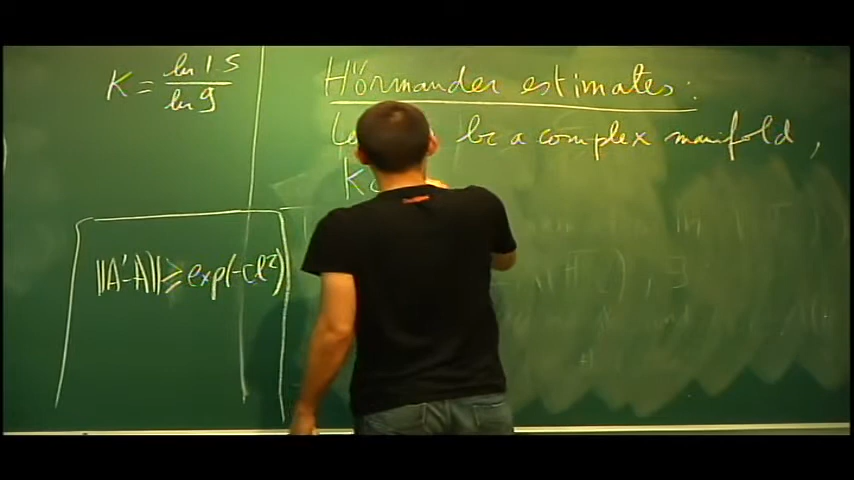 K = ln 15 / ln 9
||A'-A|| ≥ exp(-cl²)
Hörmander estimates:
be a complex manifold,
K